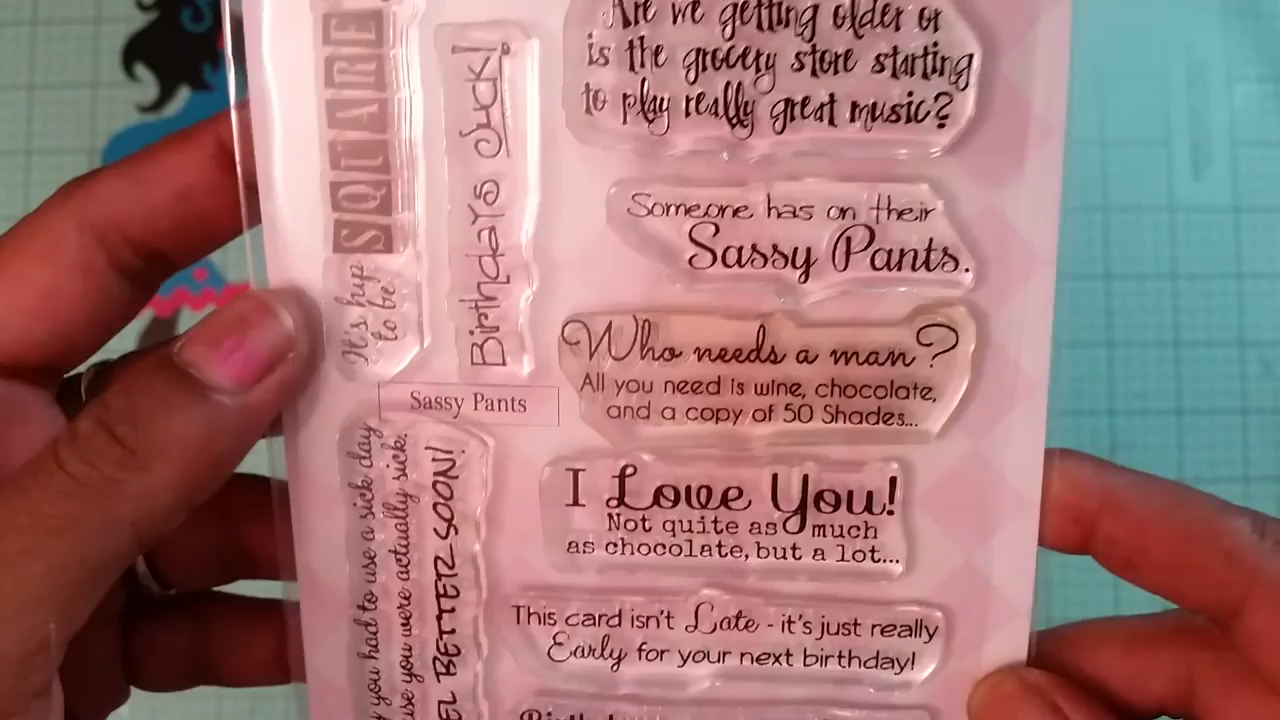 Are we getting older or
is the grocery store starting
to play really great music?
Someone has on their
Sassy Pants.
Who needs a man?
All you need is wine, chocolate,
and a copy of 50 Shades...
I Love You!
Not quite as much
as chocolate, but a lot...
This card isn't Late - it's just really
Early for your next birthday!
It's hip
to be
SQUARE
Birthdays Suck!
Sassy Pants
you had to use a sick day
you were actually sick.
BETTER SOON!